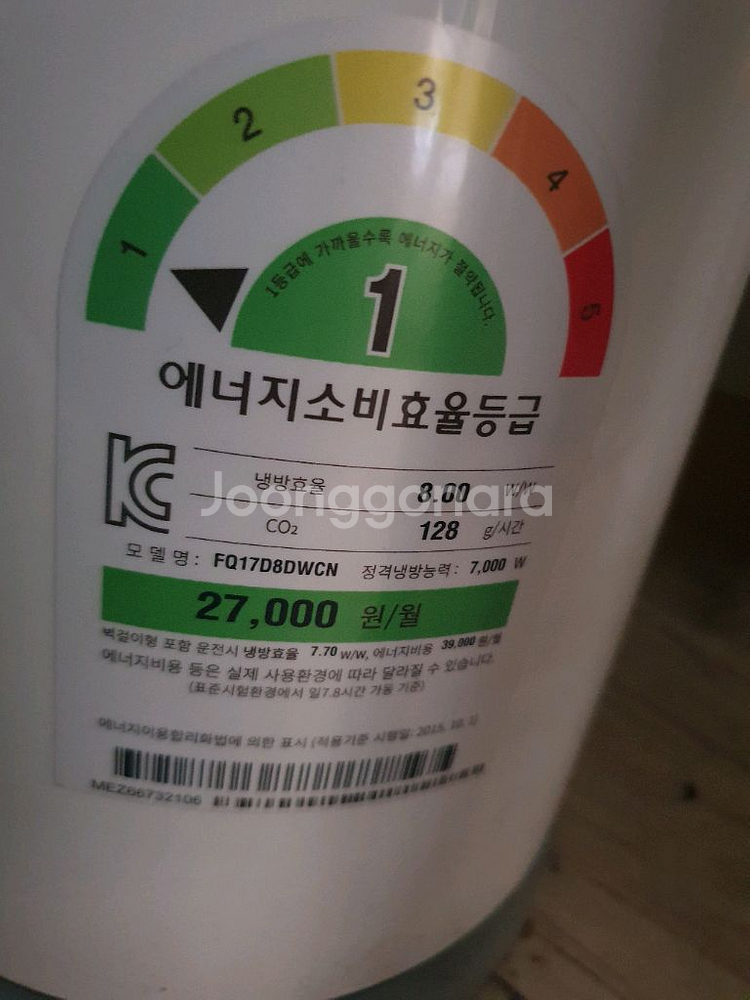 1
2
3
4
5
1등급에 가까울수록 에너지가 절약됩니다.
1
에너지소비효율등급
KC
냉방효율 8.00 W/W
Joonggonara
CO₂ 128 g/시간
모델명: FQ17D8DWCN 정격냉방능력: 7,000 W
27,000 원/월
벽걸이형 포함 운전시 냉방효율 7.70 W/W, 에너지비용 39,000 원/월
에너지비용 등은 실제 사용환경에 따라 달라질 수 있습니다.
(표준시험환경에서 일7.8시간 가동 기준)
에너지이용합리화법에 의한 표시 (적용기준 시행일: 2015. 10. 1)
MEZ66732106